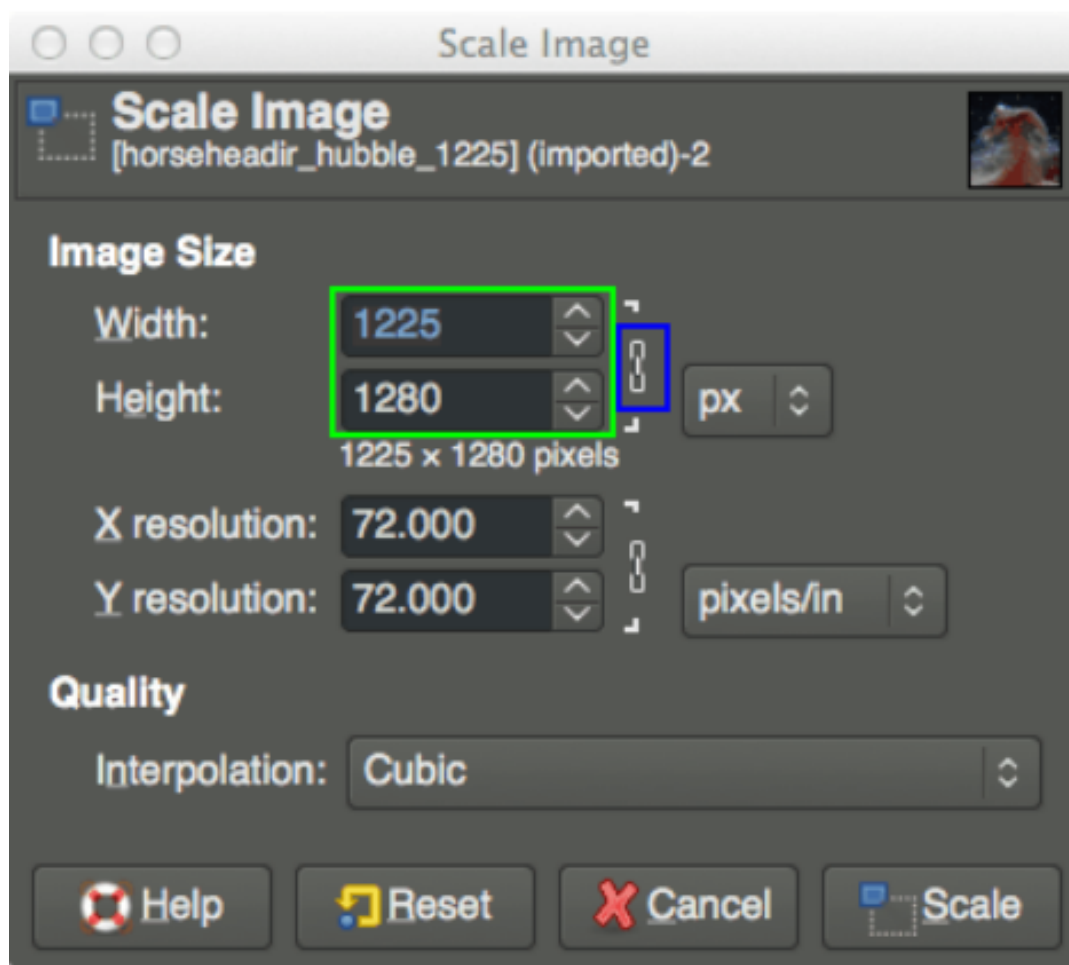 Scale Image
Scale Image
[horseheadir_hubble_1225] (imported)-2
Image Size
Width: 1225
Height: 1280 px
1225 x 1280 pixels
X resolution: 72.000
Y resolution: 72.000 pixels/in
Quality
Interpolation: Cubic
Help Reset Cancel Scale